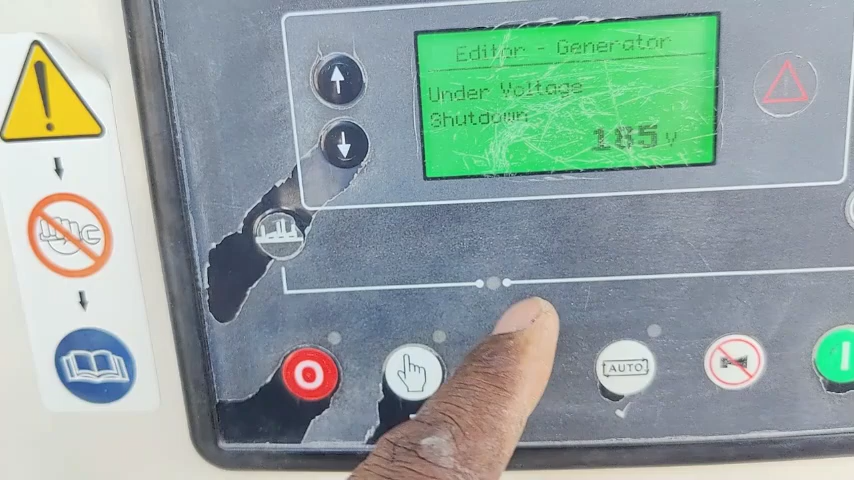 Editor - Generator
Under Voltage
Shutdown
185 V
AUTO